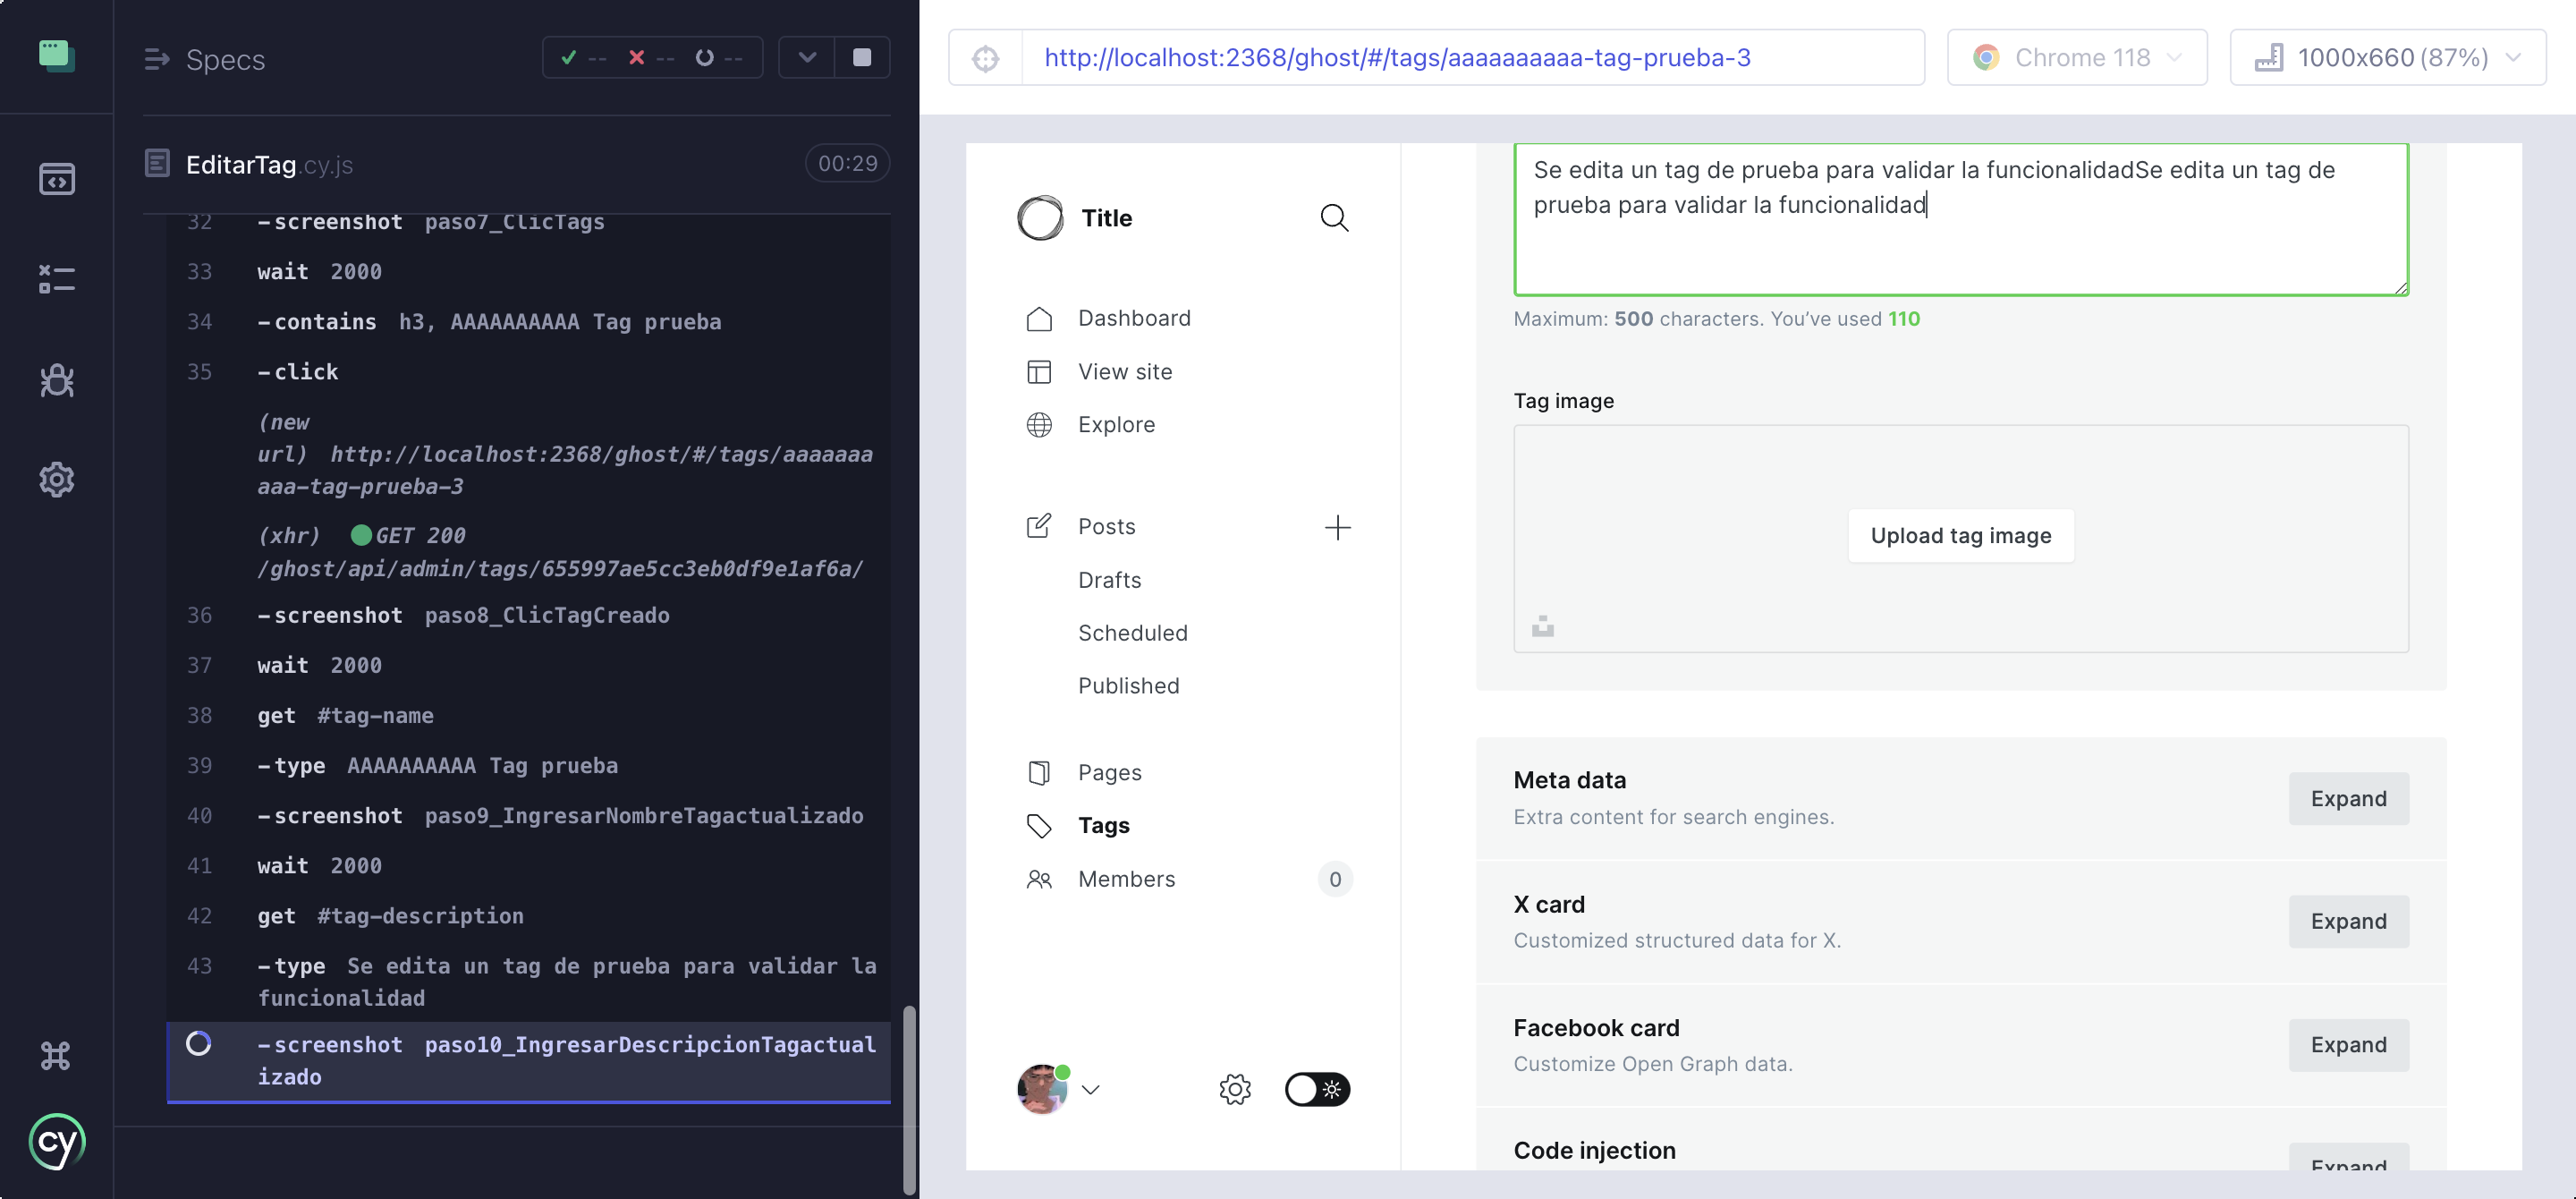 Specs
-- -- --
EditarTag.cy.js
00:29
32 -screenshot paso7_ClicTags
33 wait 2000
34 -contains h3, AAAAAAAAAA Tag prueba
35 -click
(new
url) http://localhost:2368/ghost/#/tags/aaaaaaa
aaa-tag-prueba-3
(xhr) GET 200
/ghost/api/admin/tags/655997ae5cc3eb0df9e1af6a/
36 -screenshot paso8_ClicTagCreado
37 wait 2000
38 get #tag-name
39 -type AAAAAAAAAA Tag prueba
40 -screenshot paso9_IngresarNombreTagactualizado
41 wait 2000
42 get #tag-description
43 -type Se edita un tag de prueba para validar la
funcionalidad
-screenshot paso10_IngresarDescripcionTagactual
izado
cy
http://localhost:2368/ghost/#/tags/aaaaaaaaaa-tag-prueba-3
Chrome 118
1000x660 (87%)
Title
Dashboard
View site
Explore
Posts
Drafts
Scheduled
Published
Pages
Tags
Members 0
Se edita un tag de prueba para validar la funcionalidadSe edita un tag de
prueba para validar la funcionalidad
Maximum: 500 characters. You’ve used 110
Tag image
Upload tag image
Meta data
Extra content for search engines.
Expand
X card
Customized structured data for X.
Expand
Facebook card
Customize Open Graph data.
Expand
Code injection
Expand